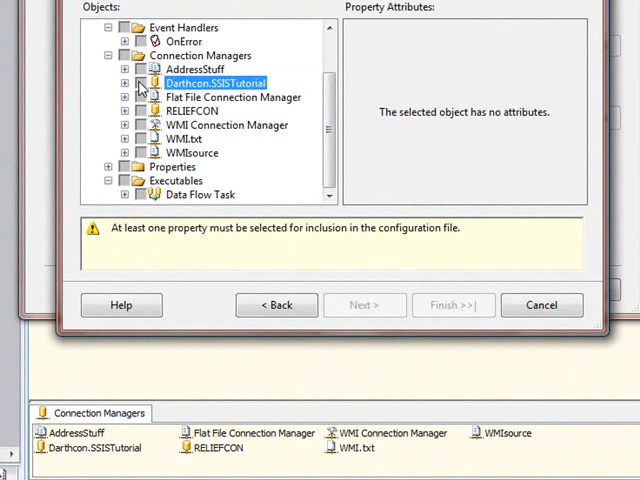 Objects:
Property Attributes:
Event Handlers
OnError
Connection Managers
AddressStuff
Darthcon.SSISTutorial
Flat File Connection Manager
RELIEFCON
WMI Connection Manager
WMI.txt
WMIsource
Properties
Executables
Data Flow Task
The selected object has no attributes.
At least one property must be selected for inclusion in the configuration file.
Help < Back Next > Finish >>| Cancel
Connection Managers
AddressStuff Flat File Connection Manager WMI Connection Manager WMIsource
Darthcon.SSISTutorial RELIEFCON WMI.txt